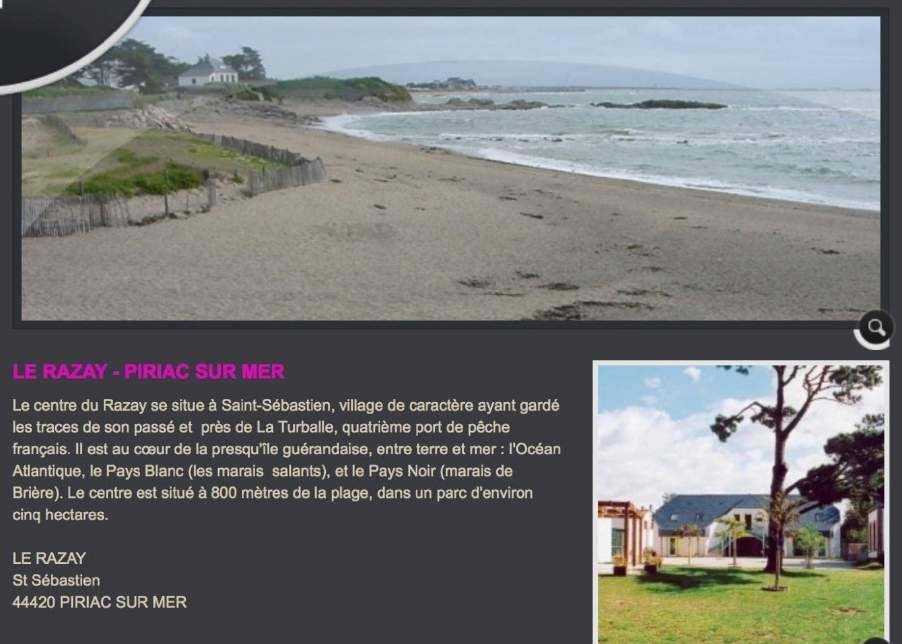 LE RAZAY - PIRIAC SUR MER
Le centre du Razay se situe à Saint-Sébastien, village de caractère ayant gardé
les traces de son passé et  près de La Turballe, quatrième port de pêche
français. Il est au cœur de la presqu'île guérandaise, entre terre et mer : l'Océan
Atlantique, le Pays Blanc (les marais  salants), et le Pays Noir (marais de
Brière). Le centre est situé à 800 mètres de la plage, dans un parc d'environ
cinq hectares.
LE RAZAY
St Sébastien
44420 PIRIAC SUR MER